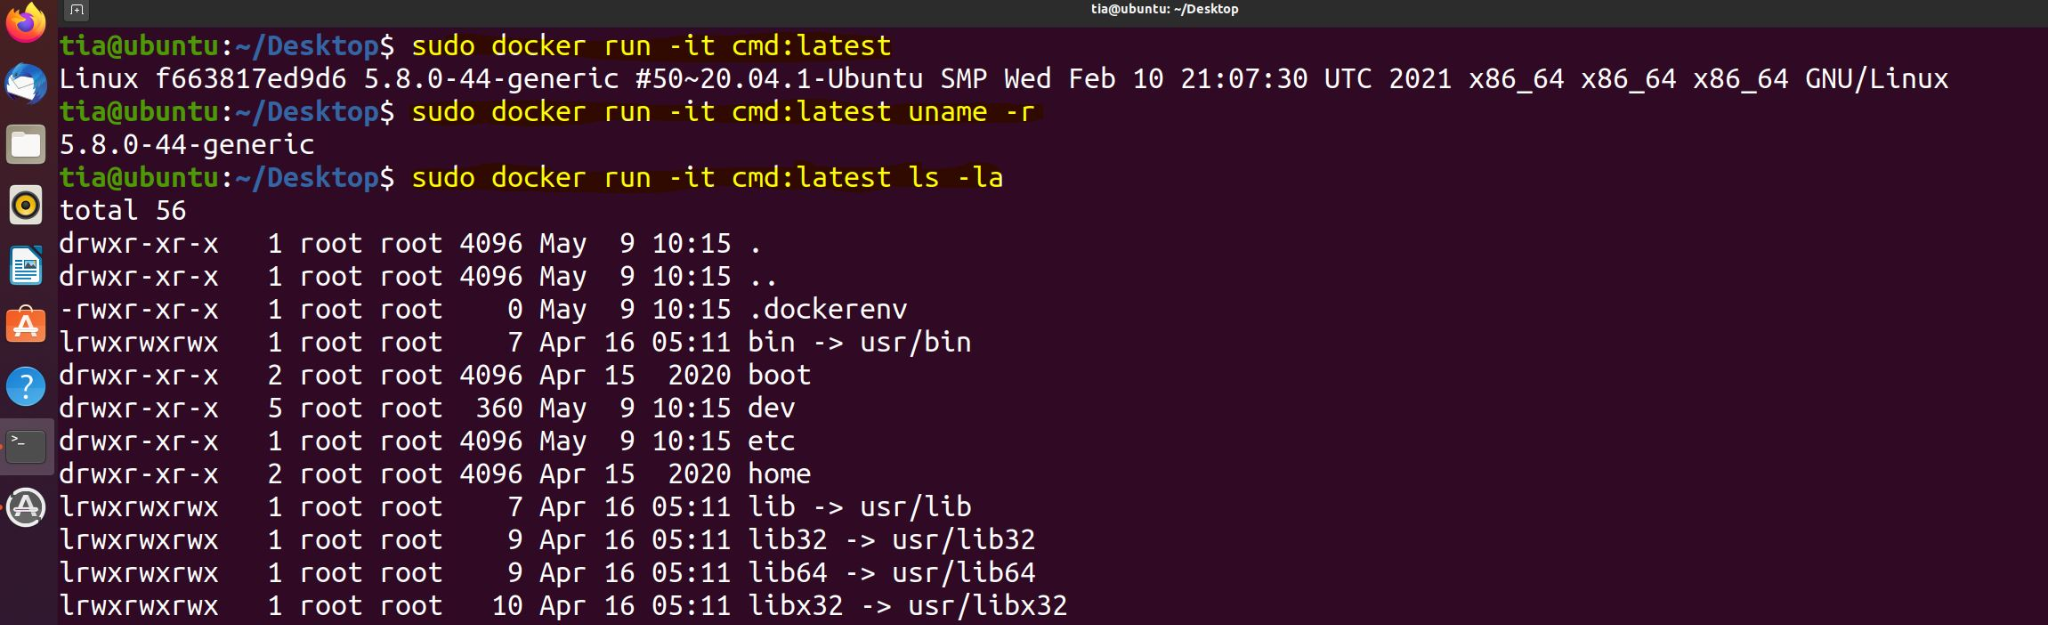 tia@ubuntu: ~/Desktop
tia@ubuntu:~/Desktop$ sudo docker run -it cmd:latest
Linux f663817ed9d6 5.8.0-44-generic #50~20.04.1-Ubuntu SMP Wed Feb 10 21:07:30 UTC 2021 x86_64 x86_64 x86_64 GNU/Linux
tia@ubuntu:~/Desktop$ sudo docker run -it cmd:latest uname -r
5.8.0-44-generic
tia@ubuntu:~/Desktop$ sudo docker run -it cmd:latest ls -la
total 56
drwxr-xr-x   1 root root 4096 May  9 10:15 .
drwxr-xr-x   1 root root 4096 May  9 10:15 ..
-rwxr-xr-x   1 root root    0 May  9 10:15 .dockerenv
lrwxrwxrwx   1 root root    7 Apr 16 05:11 bin -> usr/bin
drwxr-xr-x   2 root root 4096 Apr 15  2020 boot
drwxr-xr-x   5 root root  360 May  9 10:15 dev
drwxr-xr-x   1 root root 4096 May  9 10:15 etc
drwxr-xr-x   2 root root 4096 Apr 15  2020 home
lrwxrwxrwx   1 root root    7 Apr 16 05:11 lib -> usr/lib
lrwxrwxrwx   1 root root    9 Apr 16 05:11 lib32 -> usr/lib32
lrwxrwxrwx   1 root root    9 Apr 16 05:11 lib64 -> usr/lib64
lrwxrwxrwx   1 root root   10 Apr 16 05:11 libx32 -> usr/libx32